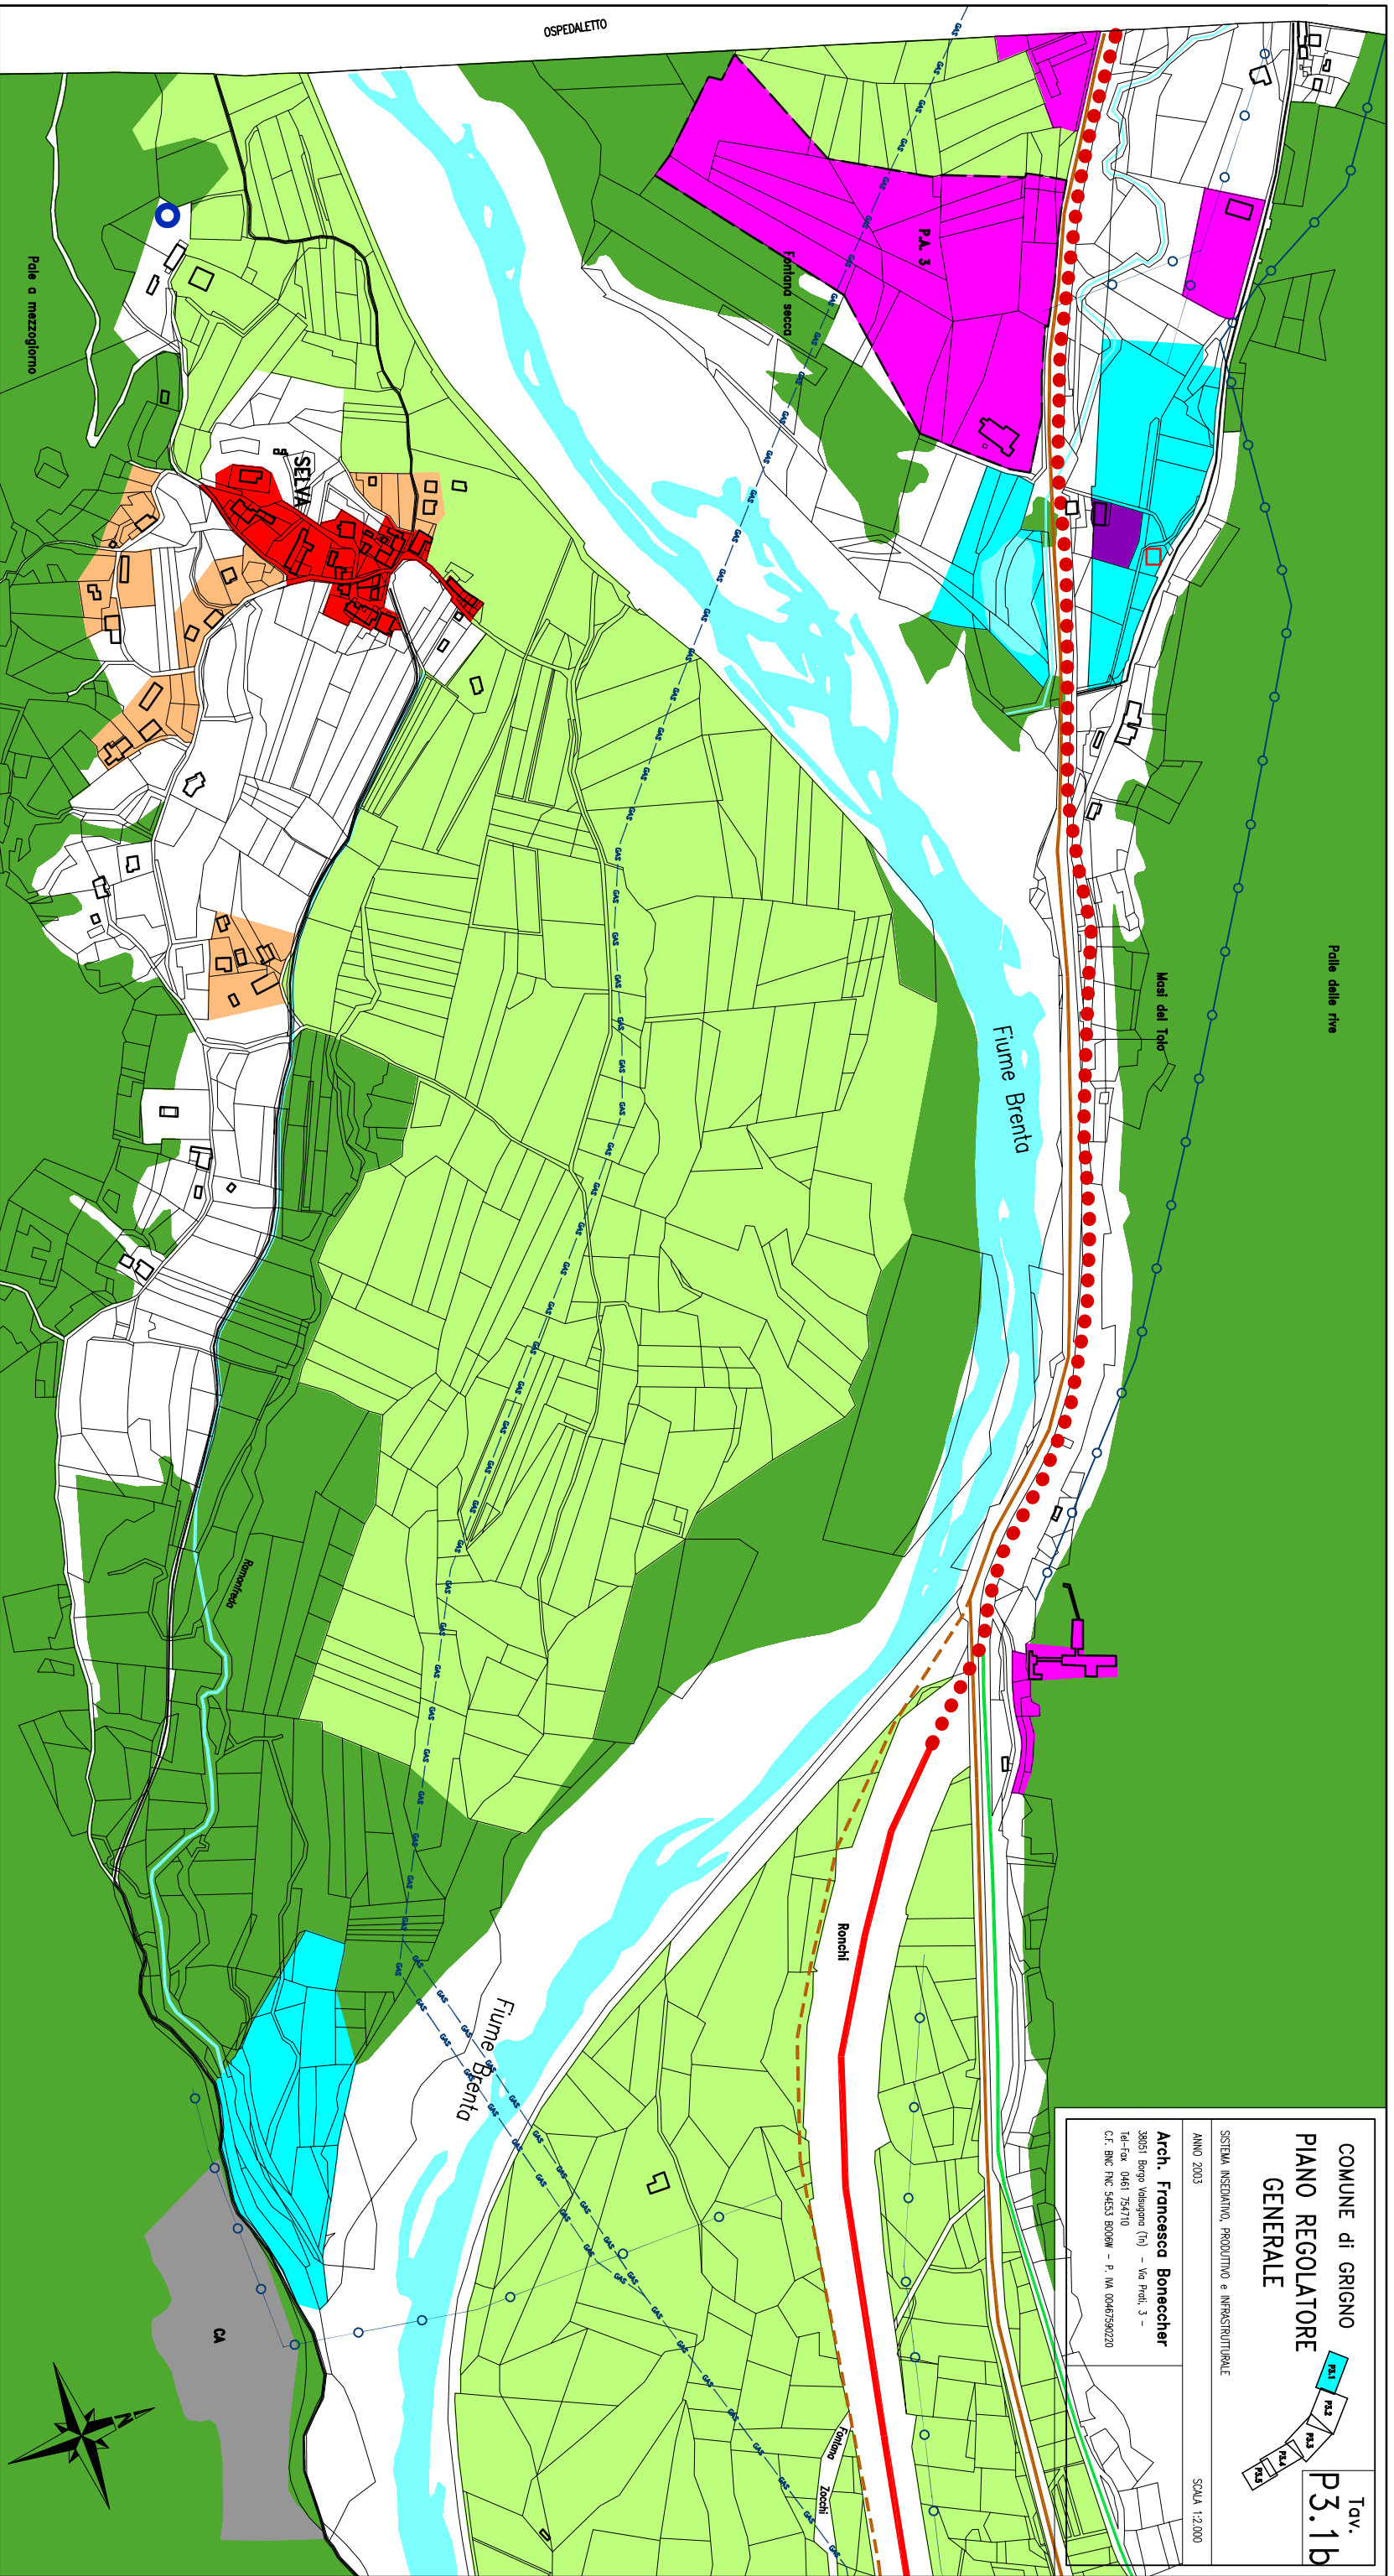 COMUNE di GRIGNO
PIANO REGOLATORE
GENERALE
Tav.
P3.1b
P3.1
P3.2
P3.3
P3.4
P3.5
SISTEMA INSEDIATIVO, PRODUTTIVO e INFRASTRUTTURALE
ANNO 2003
SCALA 1:2.000
Arch. Francesca Bonecher
38051 Borgo Valsugana (Tn) - Via Prati, 3 -
Tel-Fax 0461 754710
OSPEDALETTO
Palle delle rive
Masi del Tolo
P.A. 3
Fontana secca
Fiume Brenta
SELVA
Pale a mezzogiorno
Ramonfredo
Ronchi
Fiume Brenta
Fontana
Zocchi
CA
N
GAS